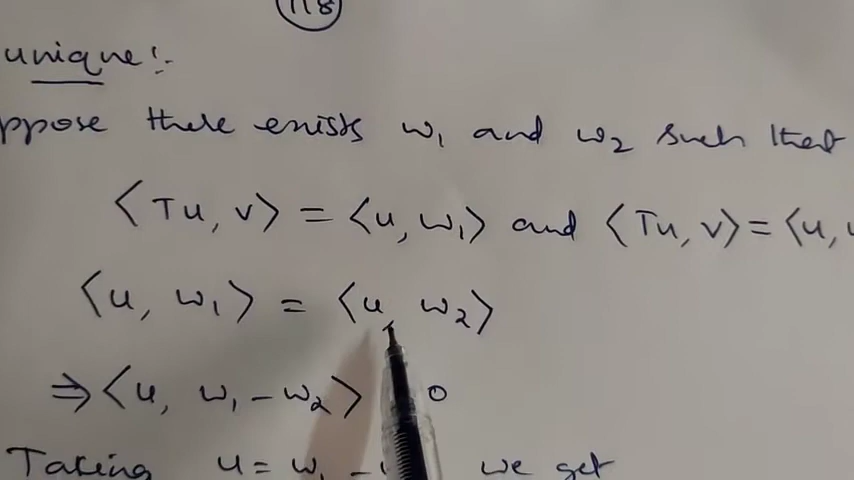 118
unique:
ppose there exists w₁ and w₂ such that
⟨Tu, v⟩ = ⟨u, w₁⟩ and ⟨Tu, v⟩ = ⟨u,
⟨u, w₁⟩ = ⟨u, w₂⟩
⇒ ⟨u, w₁ - w₂⟩ 0
Taking u = w₁ - we get